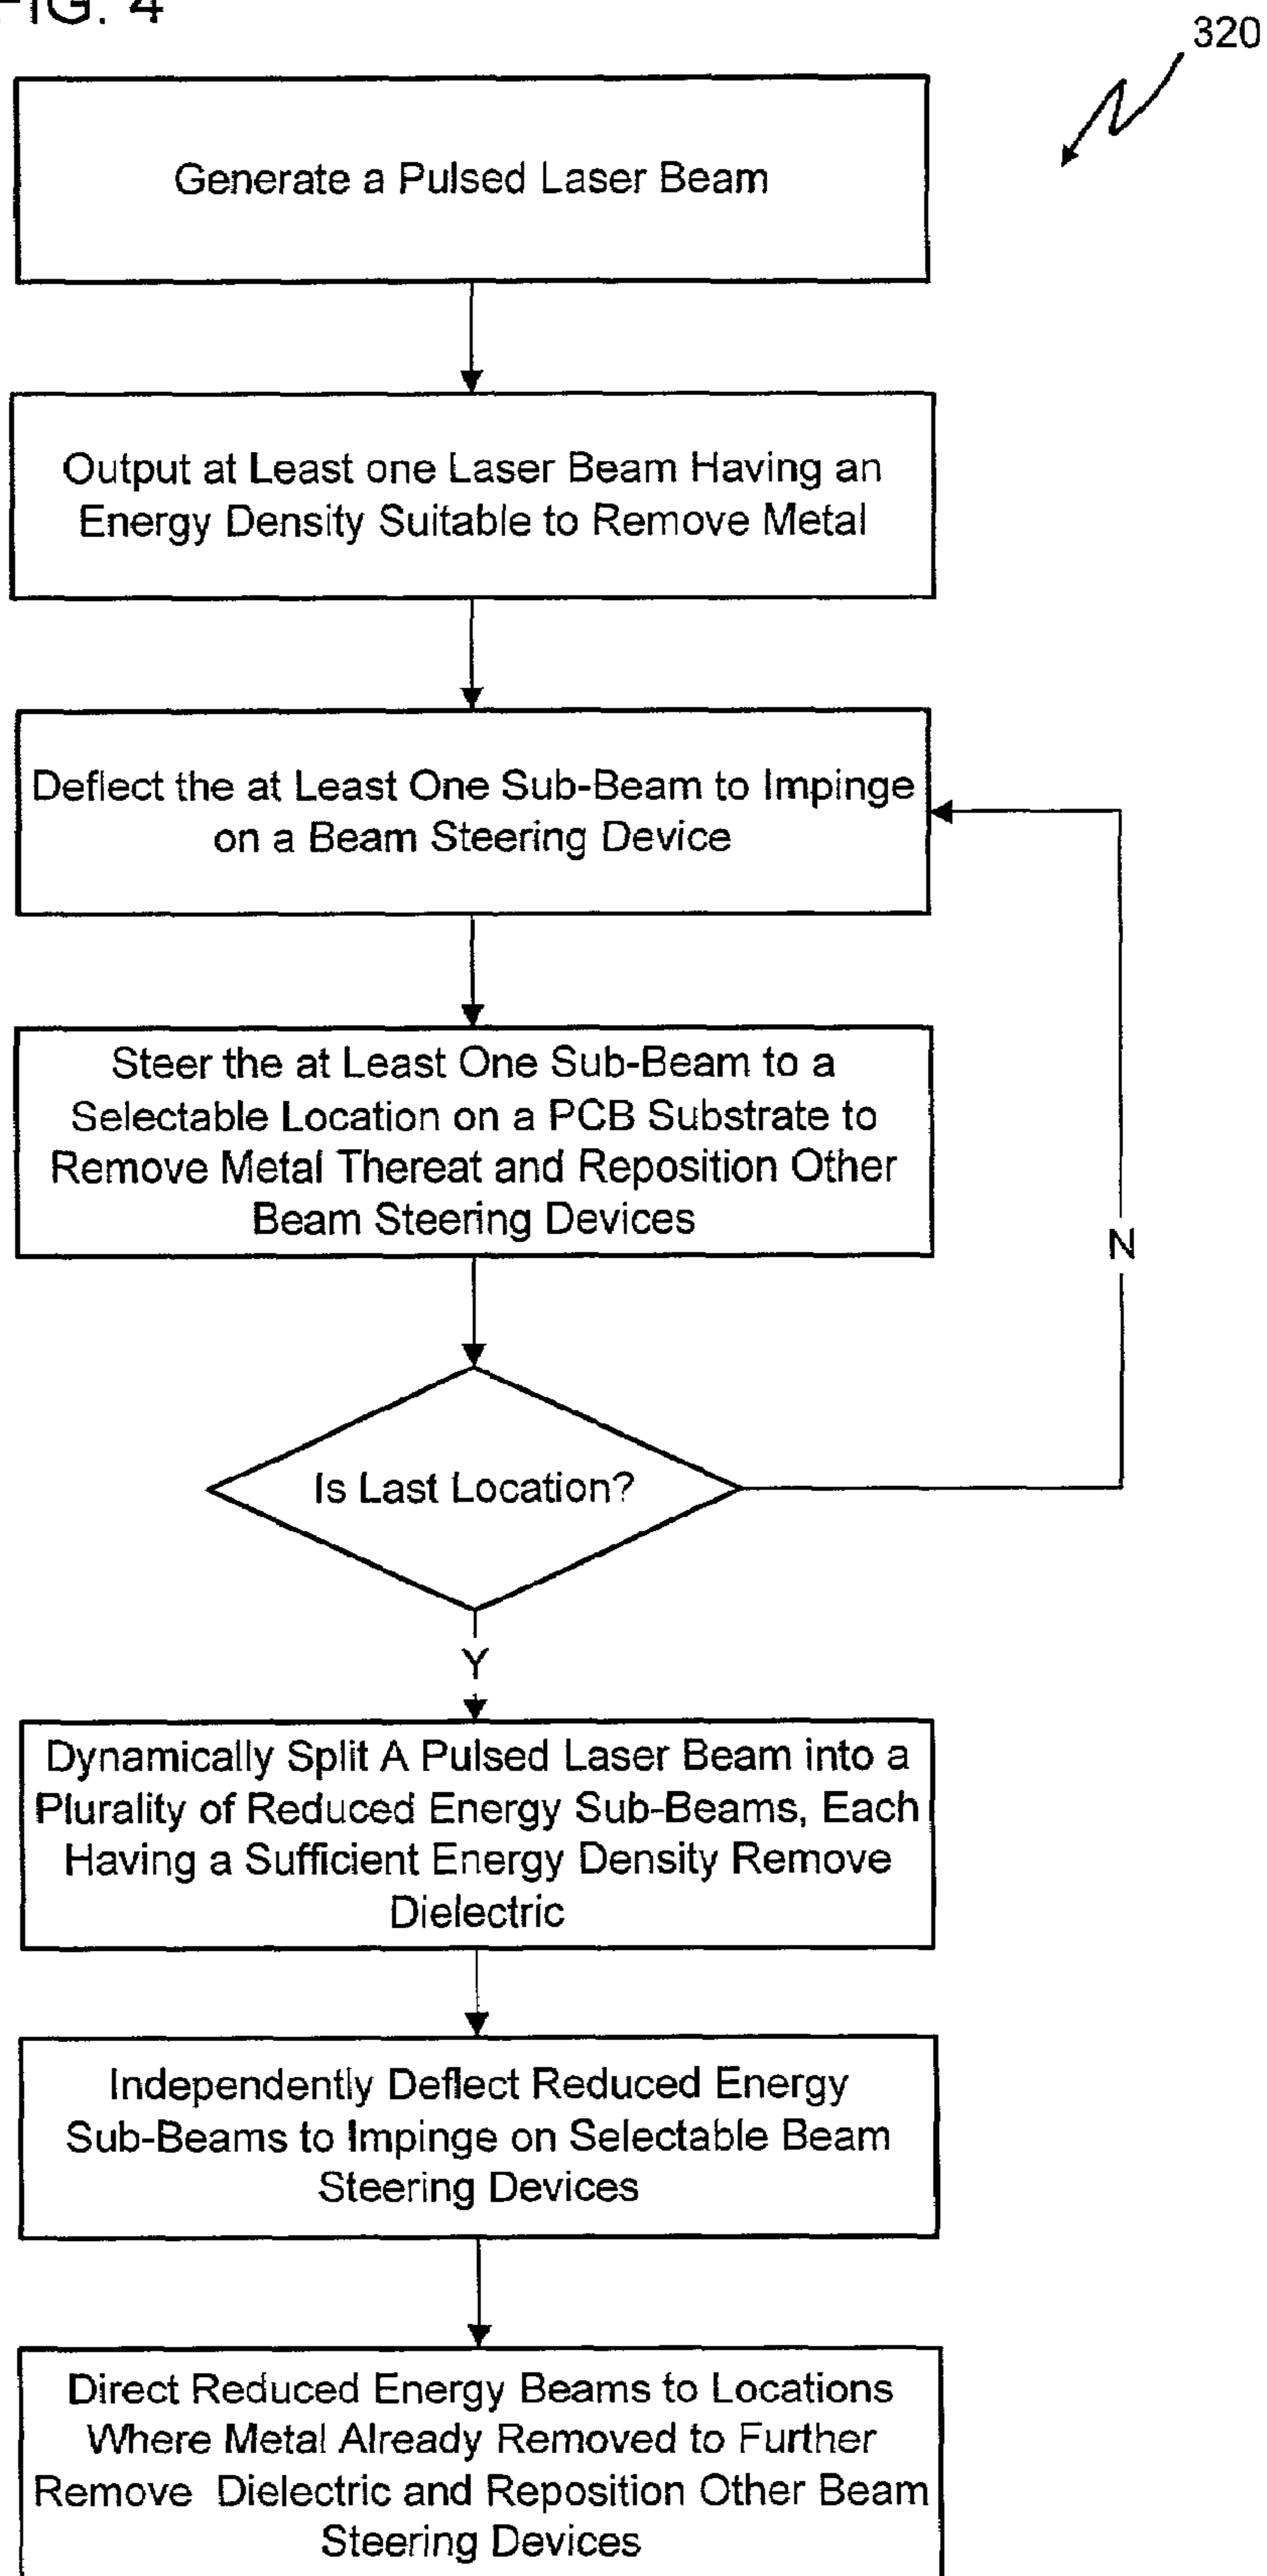 FIG. 4
320
Generate a Pulsed Laser Beam
Output at Least one Laser Beam Having an
Energy Density Suitable to Remove Metal
Deflect the at Least One Sub-Beam to Impinge
on a Beam Steering Device
Steer the at Least One Sub-Beam to a
Selectable Location on a PCB Substrate to
Remove Metal Thereat and Reposition Other
Beam Steering Devices
N
Is Last Location?
Y
Dynamically Split A Pulsed Laser Beam into a
Plurality of Reduced Energy Sub-Beams, Each
Having a Sufficient Energy Density Remove
Dielectric
Independently Deflect Reduced Energy
Sub-Beams to Impinge on Selectable Beam
Steering Devices
Direct Reduced Energy Beams to Locations
Where Metal Already Removed to Further
Remove Dielectric and Reposition Other Beam
Steering Devices